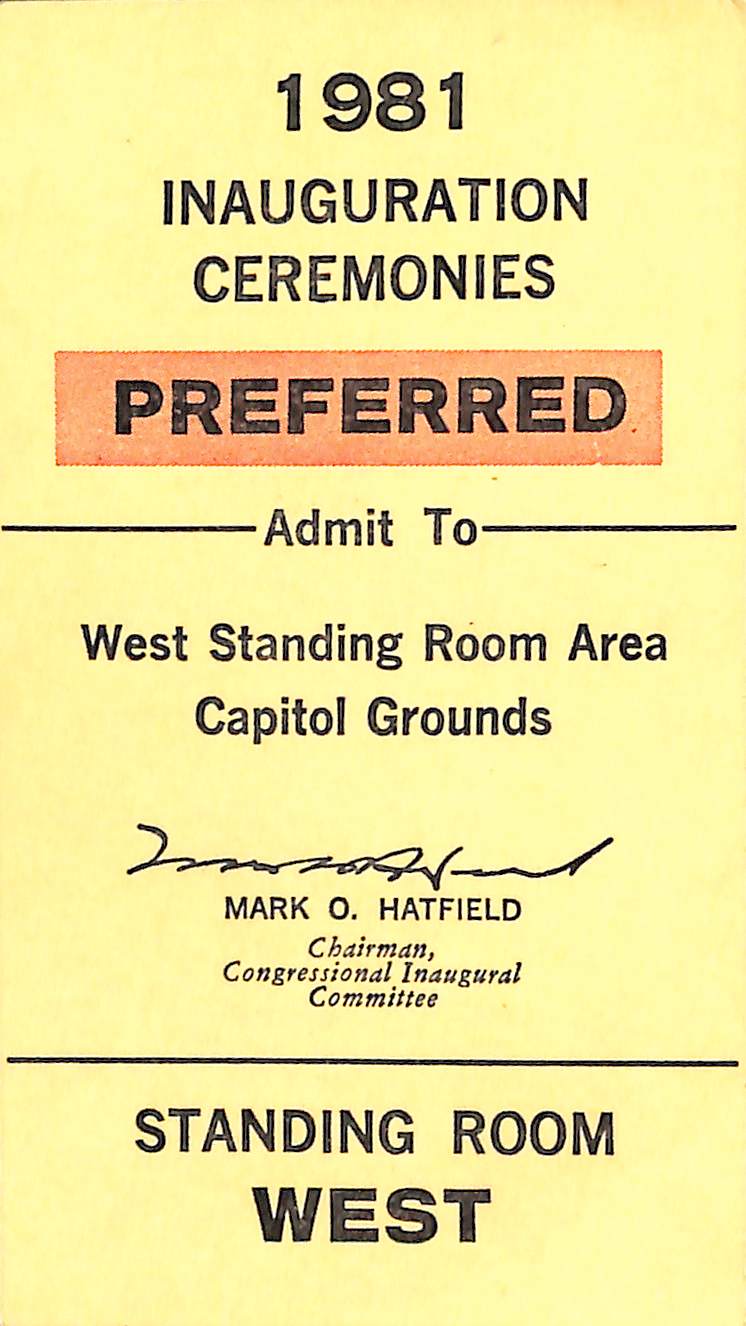 1981
INAUGURATION
CEREMONIES
PREFERRED
Admit To
West Standing Room Area
Capitol Grounds
MARK O. HATFIELD
Chairman,
Congressional Inaugural
Committee
STANDING ROOM
WEST